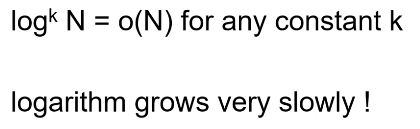 logᵏ N = o(N) for any constant k
logarithm grows very slowly !